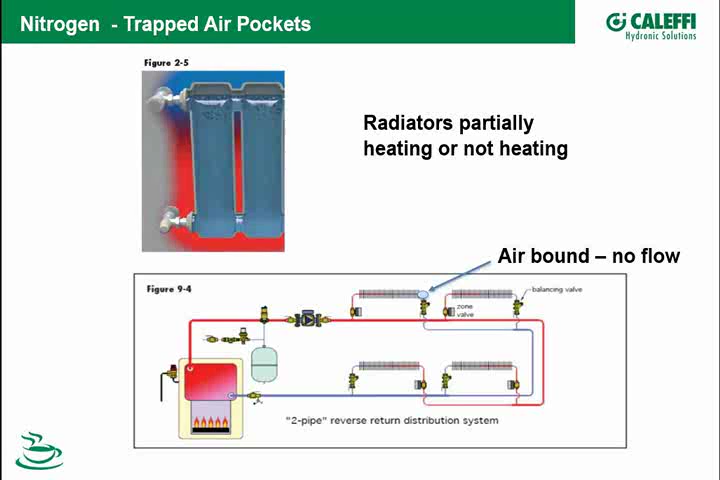 Nitrogen - Trapped Air Pockets
CALEFFI
Hydronic Solutions
Figure 2-5
Radiators partially
heating or not heating
Air bound – no flow
Figure 9-4
balancing valve
zone
valve
"2-pipe" reverse return distribution system